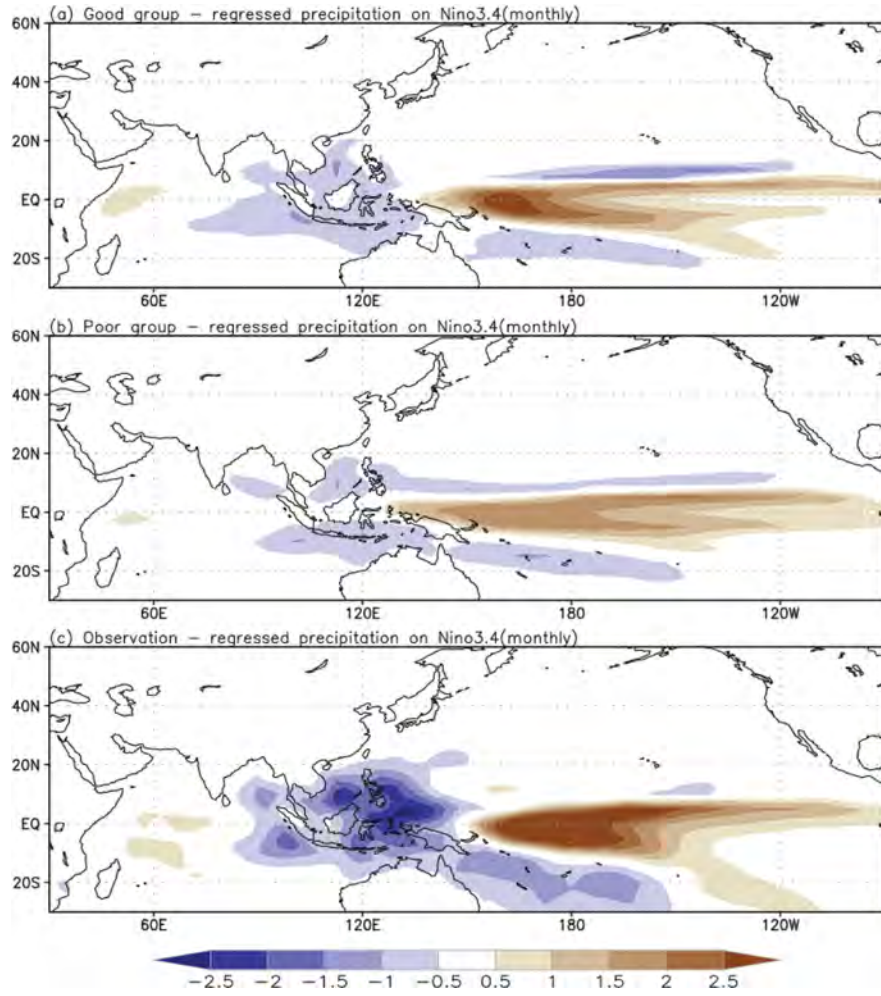 (a) Good group – regressed precipitation on Nino3.4(monthly)
60N
40N
20N
EQ
20S
60E 120E 180 120W
(b) Poor group – regressed precipitation on Nino3.4(monthly)
60N
40N
20N
EQ
20S
60E 120E 180 120W
(c) Observation – regressed precipitation on Nino3.4(monthly)
60N
40N
20N
EQ
20S
60E 120E 180 120W
−2.5 −2 −1.5 −1 −0.5 0.5 1 1.5 2 2.5